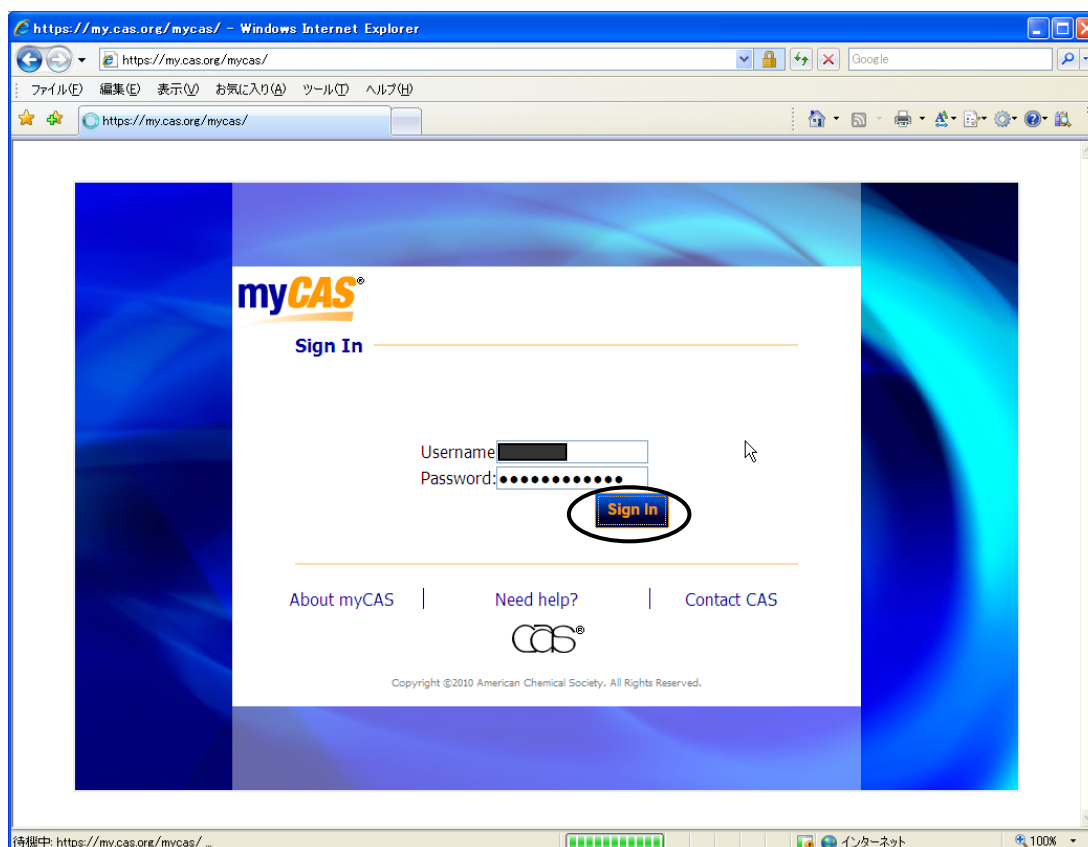 https://my.cas.org/mycas/ - Windows Internet Explorer
https://my.cas.org/mycas/
Google
ファイル(F) 編集(E) 表示(V) お気に入り(A) ツール(T) ヘルプ(H)
https://my.cas.org/mycas/
myCAS®
Sign In
Username
Password: ●●●●●●●●●●●●
Sign In
About myCAS | Need help? | Contact CAS
cas®
Copyright ©2010 American Chemical Society. All Rights Reserved.
待機中: https://my.cas.org/mycas/ ...
インターネット
100%